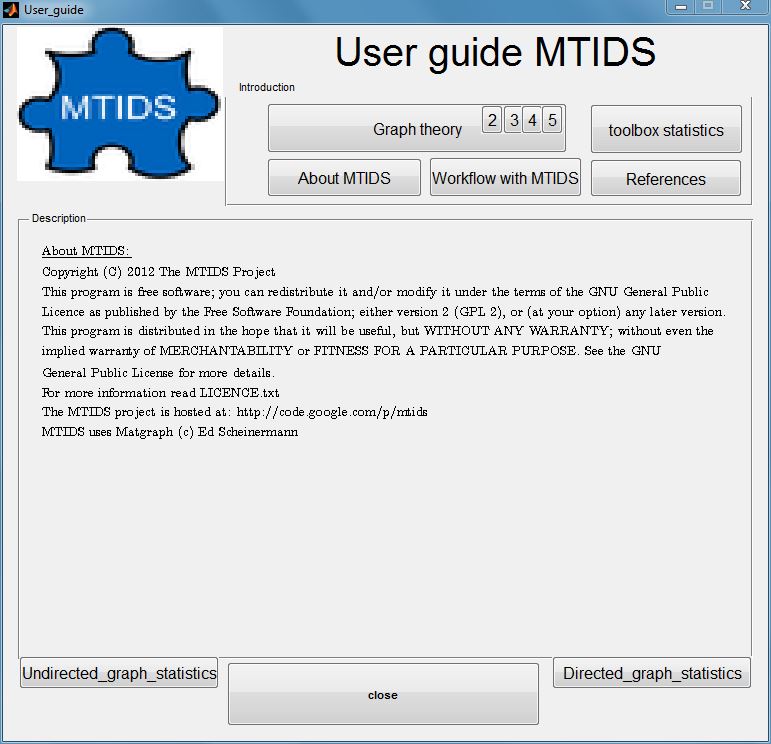 User_guide
MTIDS
User guide MTIDS
Introduction
Graph theory 2 3 4 5
toolbox statistics
About MTIDS
Workflow with MTIDS
References
Description
About MTIDS:
Copyright (C) 2012 The MTIDS Project
This program is free software; you can redistribute it and/or modify it under the terms of the GNU General Public
Licence as published by the Free Software Foundation; either version 2 (GPL 2), or (at your option) any later version.
This program is distributed in the hope that it will be useful, but WITHOUT ANY WARRANTY; without even the
implied warranty of MERCHANTABILITY or FITNESS FOR A PARTICULAR PURPOSE. See the GNU
General Public License for more details.
For more information read LICENCE.txt
The MTIDS project is hosted at: http://code.google.com/p/mtids
MTIDS uses Matgraph (c) Ed Scheinermann
Undirected_graph_statistics
close
Directed_graph_statistics